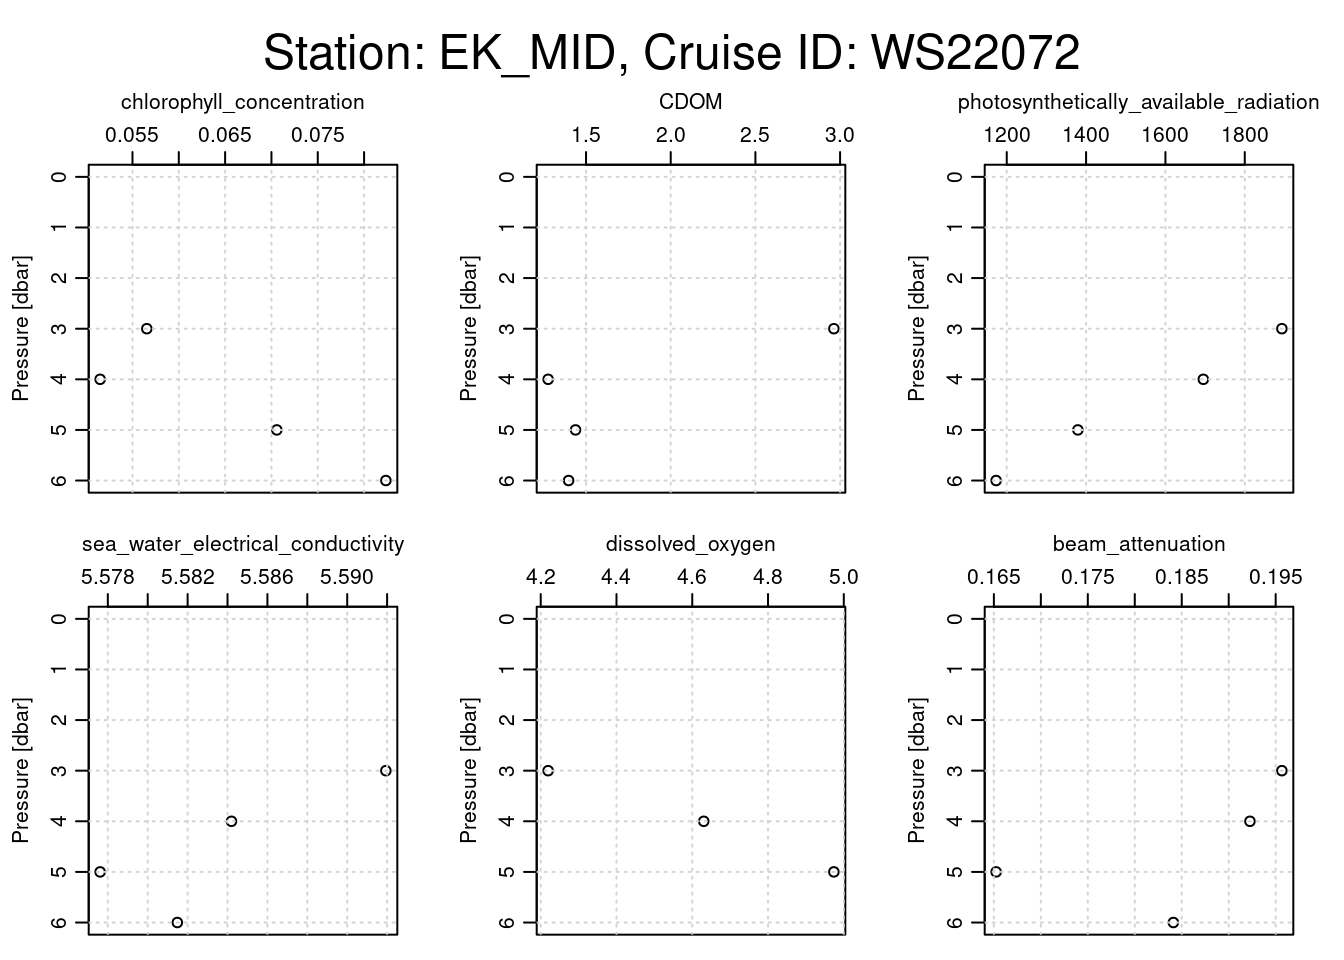 Station: EK_MID, Cruise ID: WS22072
chlorophyll_concentration
0.055 0.065 0.075
Pressure [dbar]
0
1
2
3
4
5
6
CDOM
1.5 2.0 2.5 3.0
Pressure [dbar]
0
1
2
3
4
5
6
photosynthetically_available_radiation
1200 1400 1600 1800
Pressure [dbar]
0
1
2
3
4
5
6
sea_water_electrical_conductivity
5.578 5.582 5.586 5.590
Pressure [dbar]
0
1
2
3
4
5
6
dissolved_oxygen
4.2 4.4 4.6 4.8 5.0
Pressure [dbar]
0
1
2
3
4
5
6
beam_attenuation
0.165 0.175 0.185 0.195
Pressure [dbar]
0
1
2
3
4
5
6